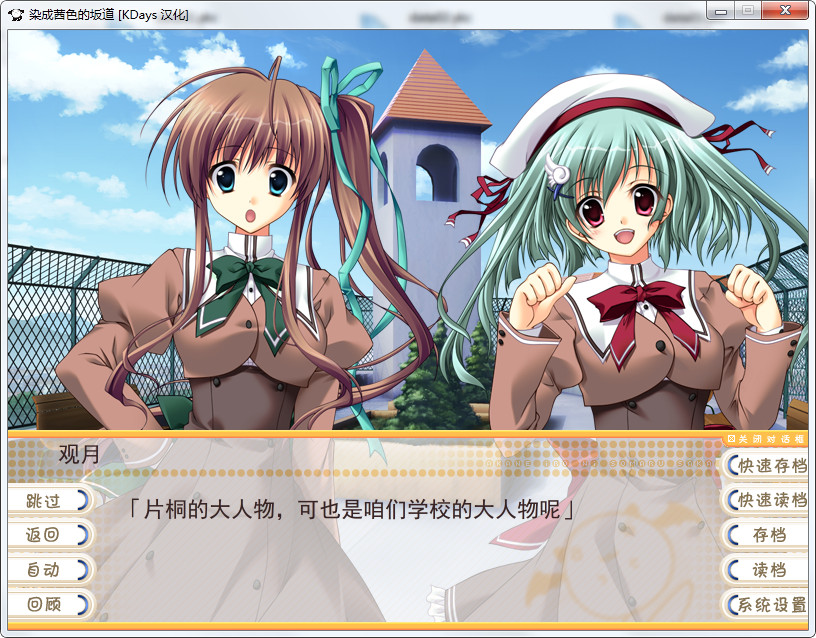 染成茜色的坂道 [KDays 汉化]
关闭对话框
观月
「片桐的大人物，可也是咱们学校的大人物呢」
跳过
返回
自动
回顾
快速存档
快速读档
存档
读档
系统设置